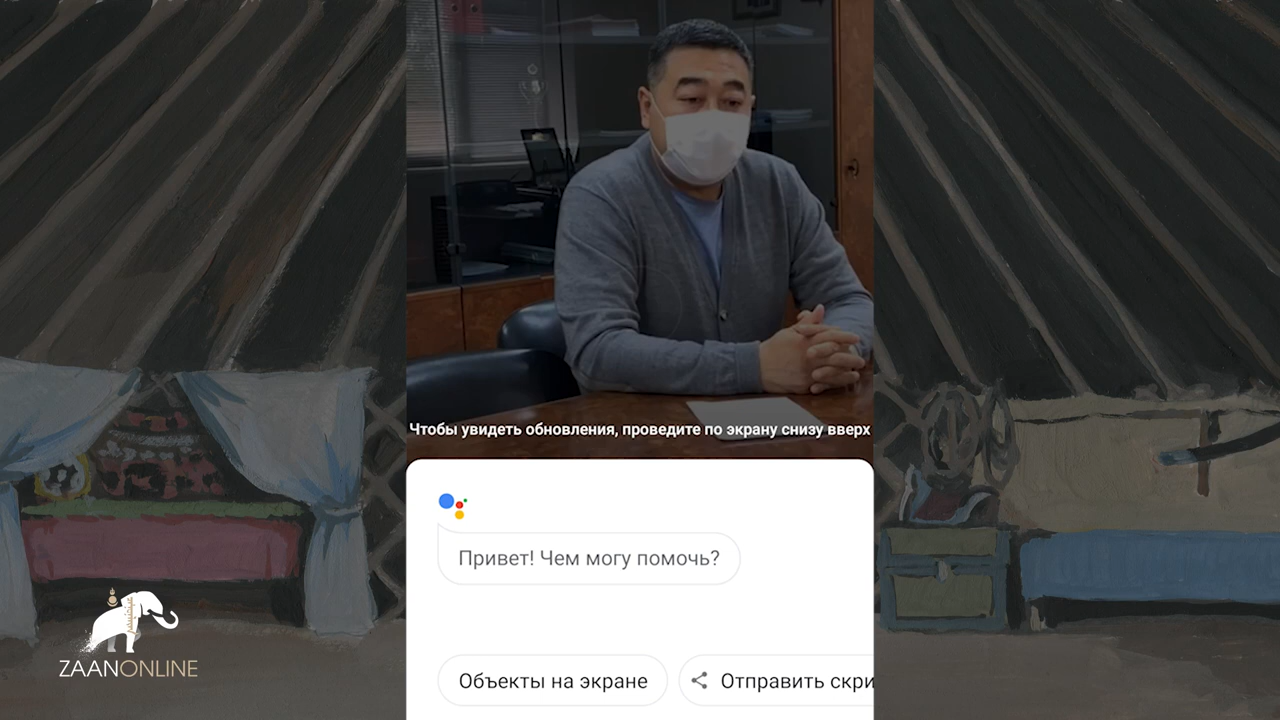 Чтобы увидеть обновления, проведите по экрану снизу вверх
Привет! Чем могу помочь?
Объекты на экране
Отправить скри
ZAANONLINE